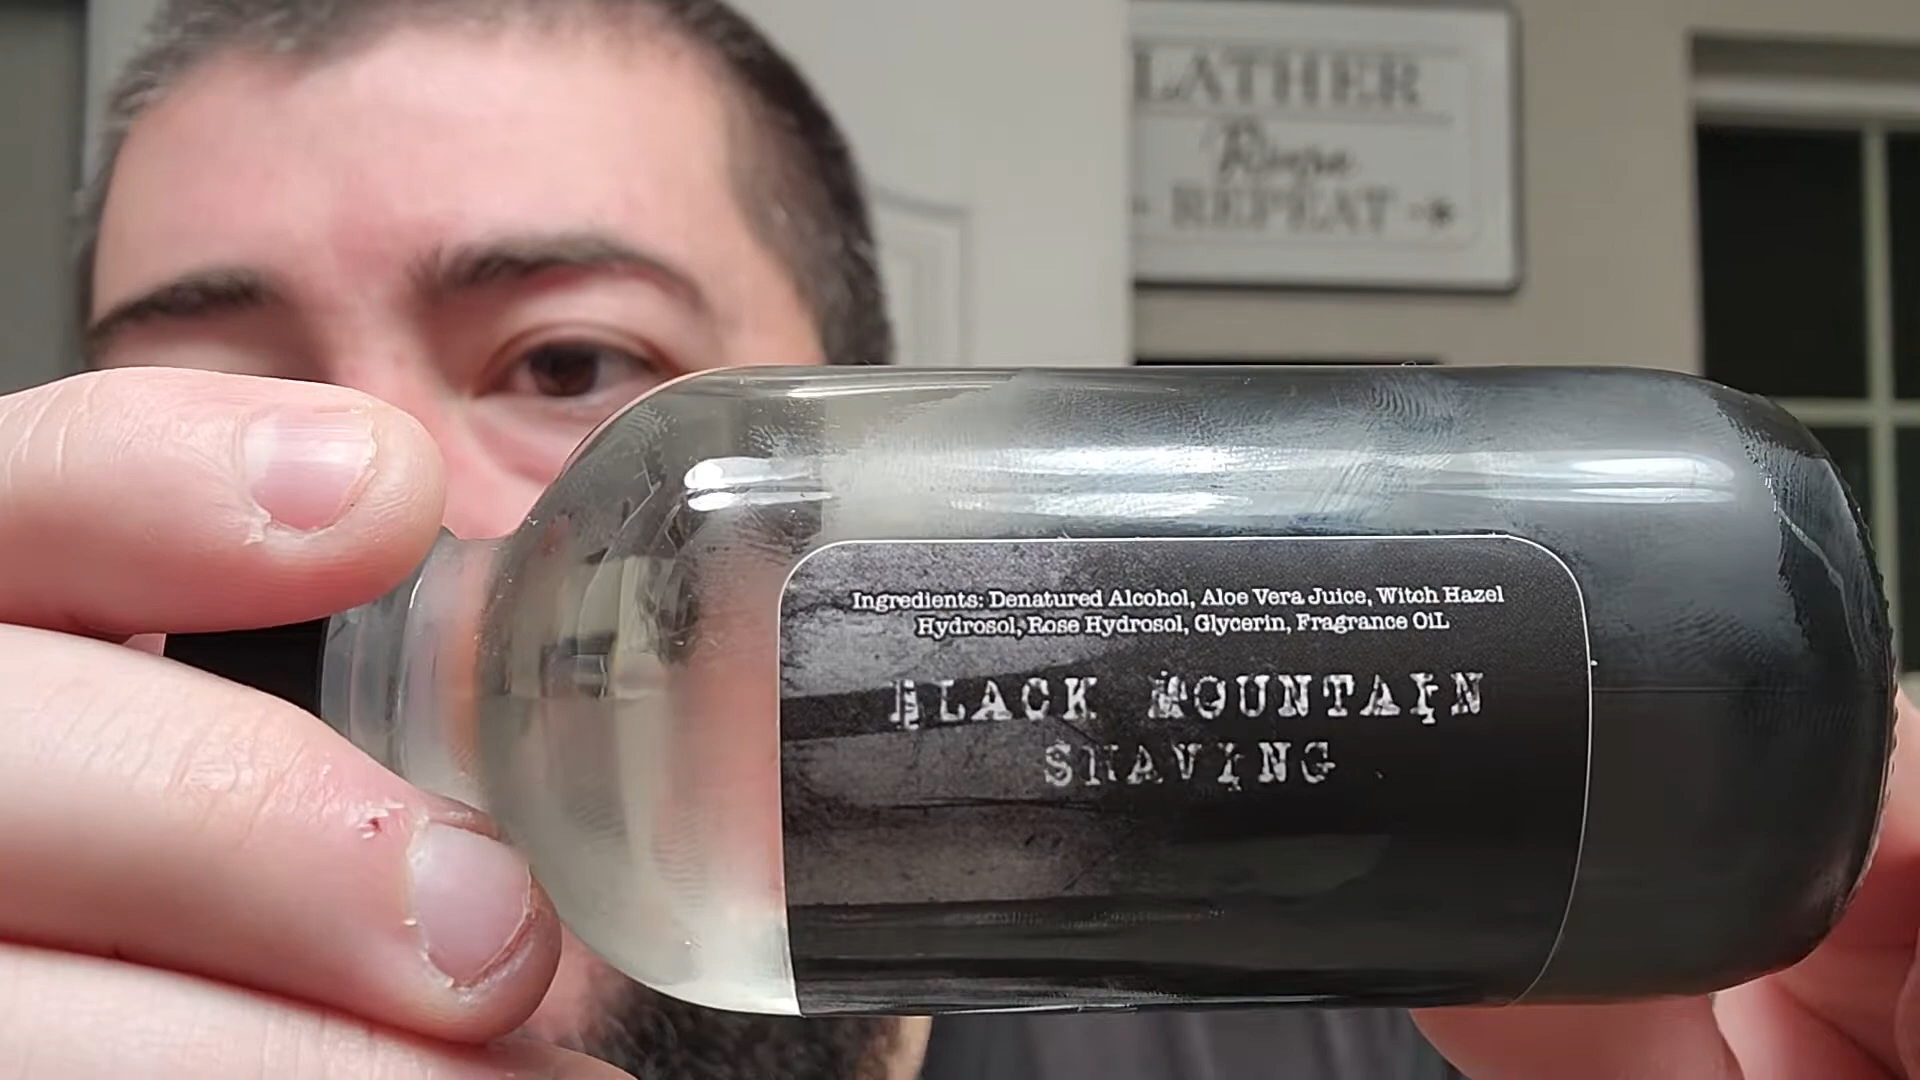 LATHER
Rinse
REPEAT
Ingredients: Denatured Alcohol, Aloe Vera Juice, Witch Hazel
Hydrosol, Rose Hydrosol, Glycerin, Fragrance OiL
BLACK MOUNTAIN
SHAVING